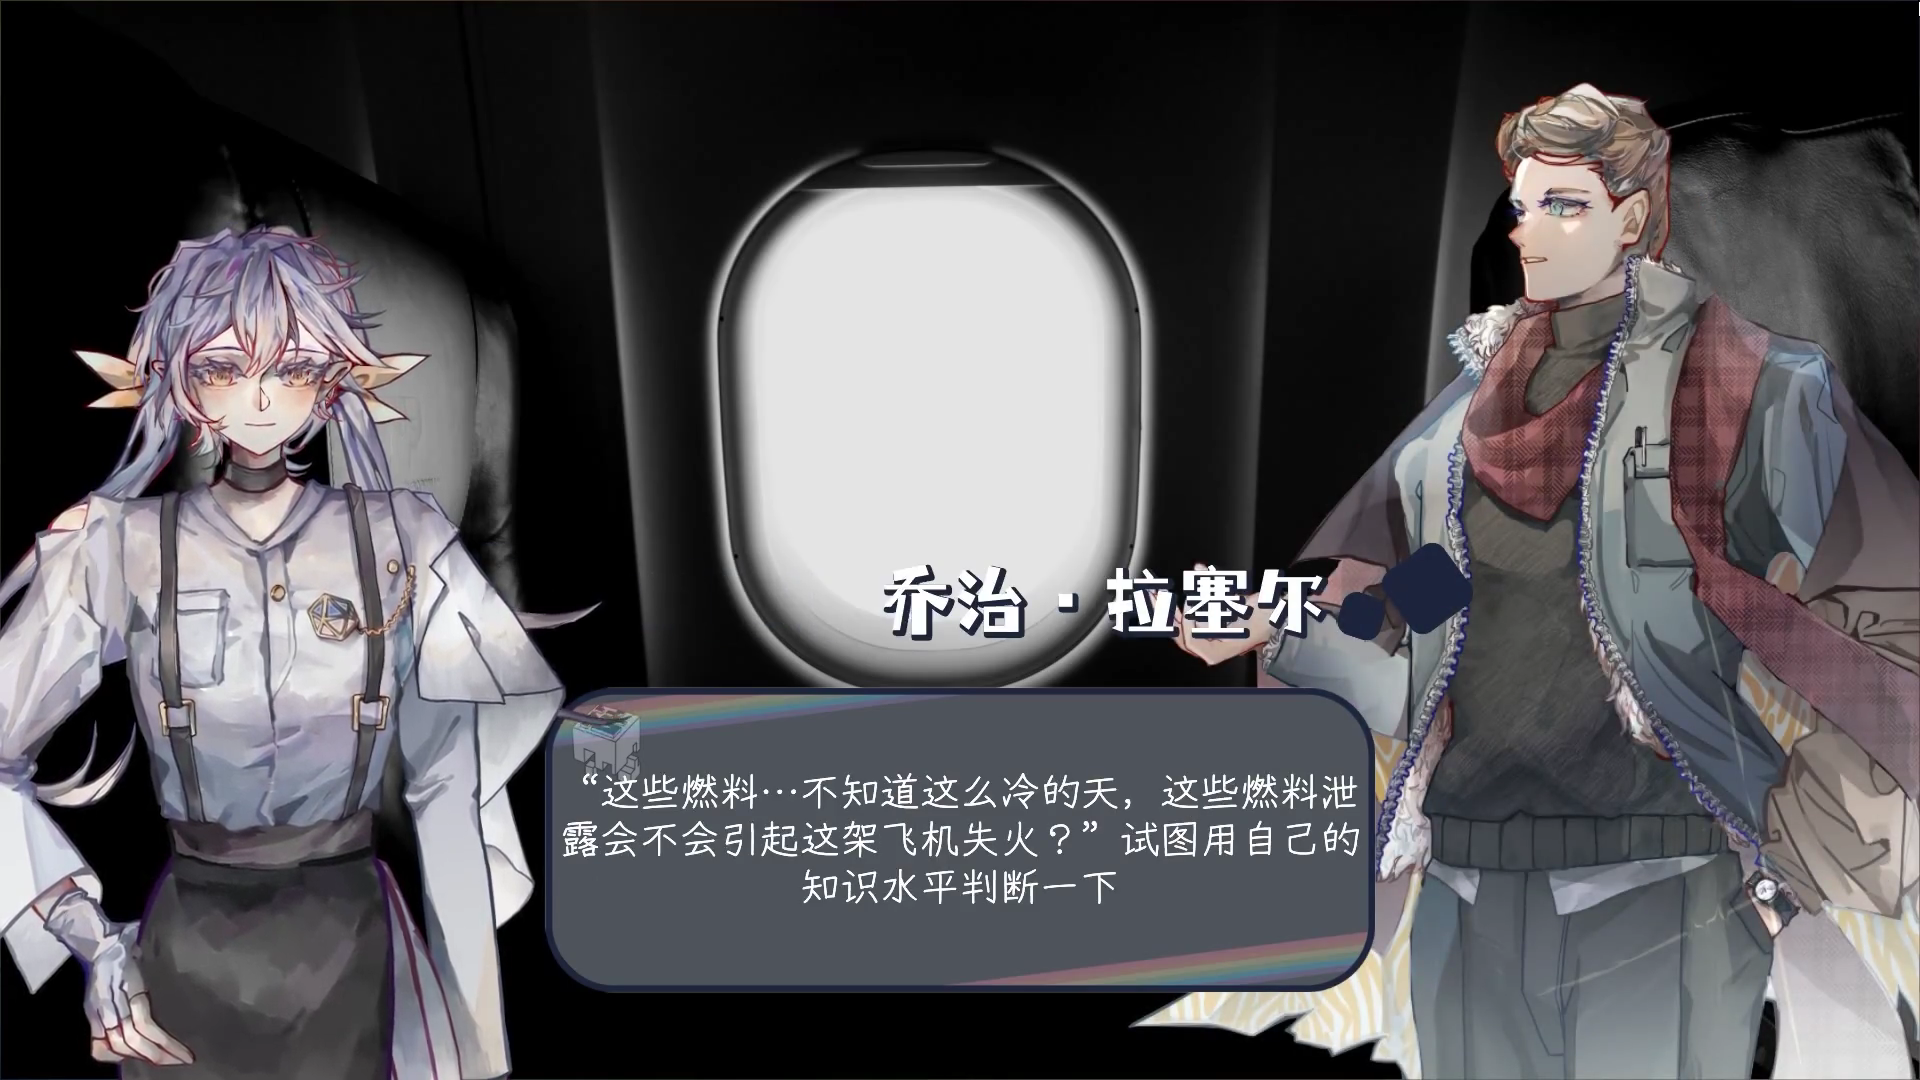 乔治·拉塞尔
“这些燃料…不知道这么冷的天，这些燃料泄
露会不会引起这架飞机失火？”试图用自己的
知识水平判断一下